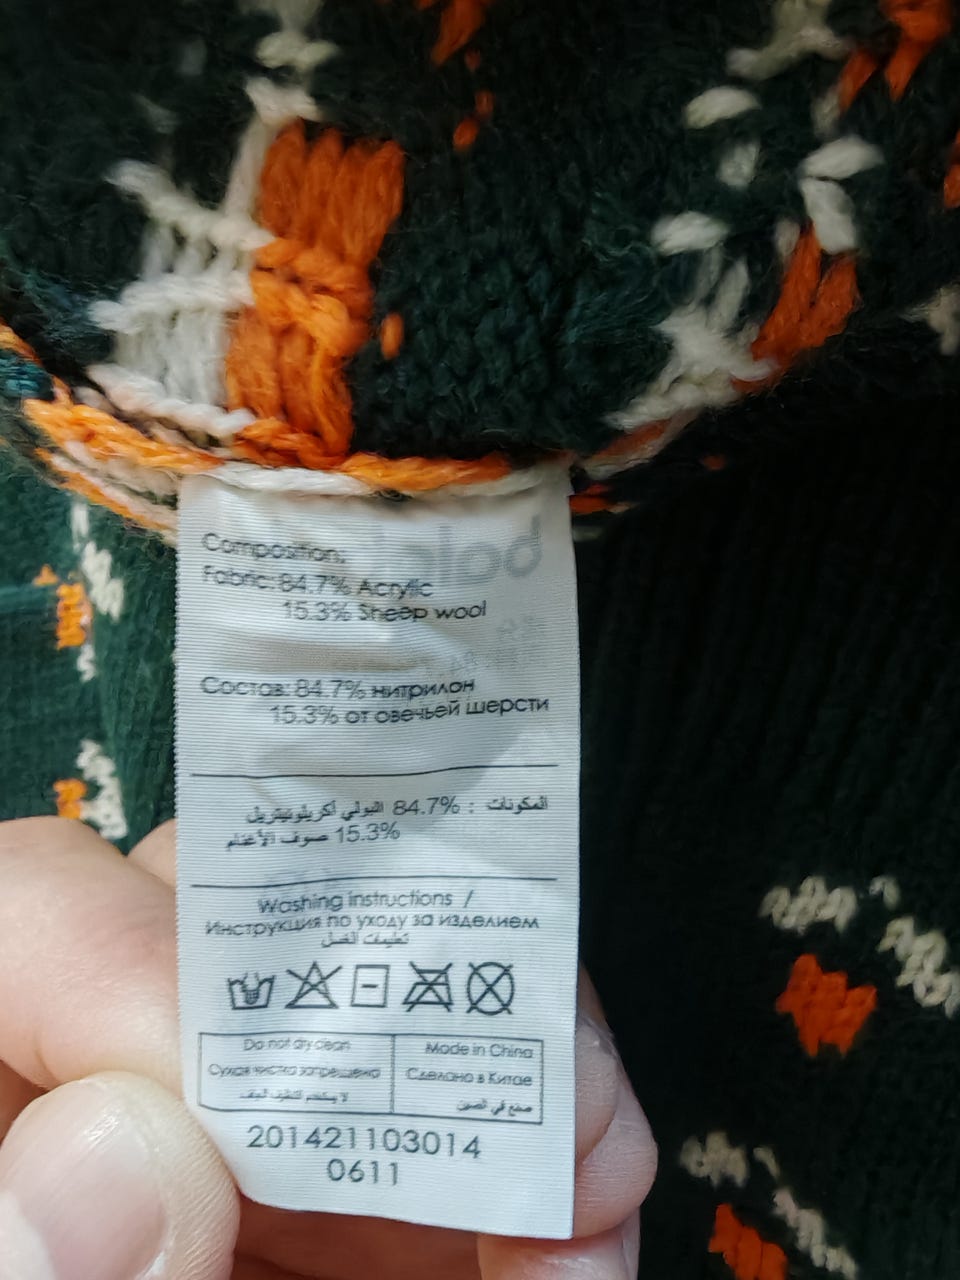 Composition:
Fabric: 84.7% Acrylic
15.3% Sheep wool
Состав: 84.7% нитрилон
15.3% от овечьей шерсти
المكونات : 84.7% البولي أكريلونيتريل
15.3% صوف الأغنام
Washing instructions /
Инструкция по уходу за изделием
تعليمات الغسل
Do not dry clean
Сухая чистка запрещена
Made in China
Сделано в Китае
صنع في الصين
201421103014
0611